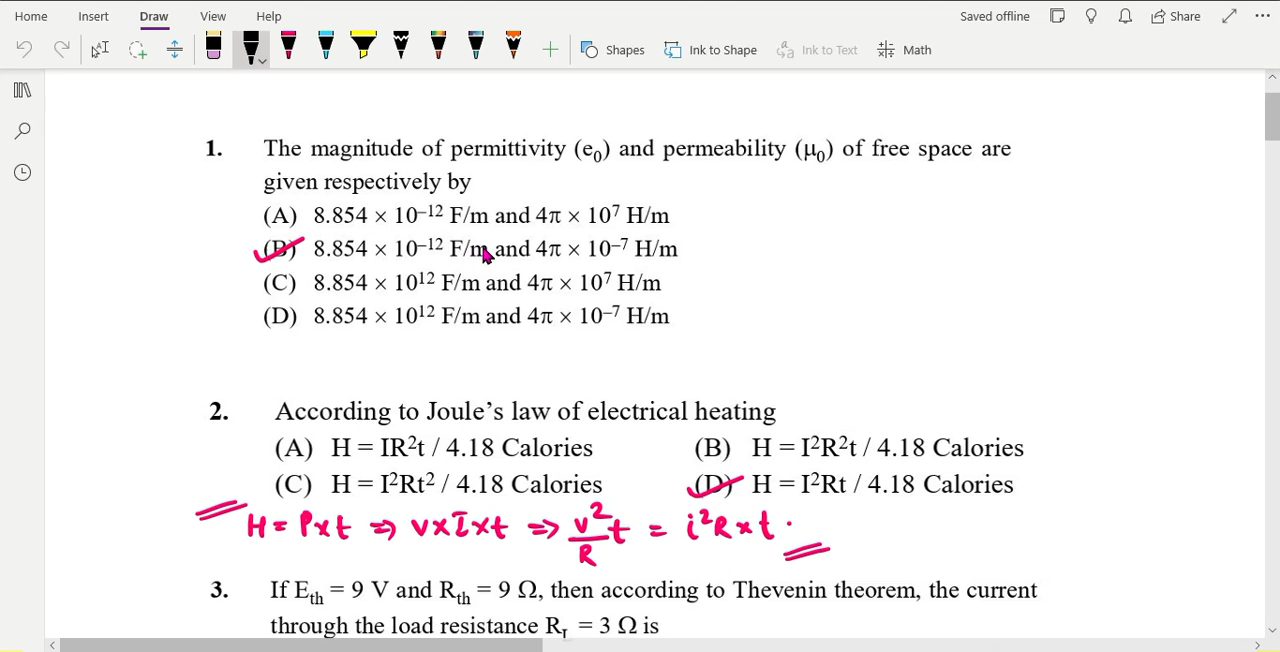 Home Insert Draw View Help Saved offline Share
Shapes Ink to Shape Ink to Text Math
1. The magnitude of permittivity (e₀) and permeability (μ₀) of free space are
given respectively by
(A) 8.854 × 10⁻¹² F/m and 4π × 10⁷ H/m
(B) 8.854 × 10⁻¹² F/m and 4π × 10⁻⁷ H/m
(C) 8.854 × 10¹² F/m and 4π × 10⁷ H/m
(D) 8.854 × 10¹² F/m and 4π × 10⁻⁷ H/m
2. According to Joule's law of electrical heating
(A) H = IR²t / 4.18 Calories (B) H = I²R²t / 4.18 Calories
(C) H = I²Rt² / 4.18 Calories (D) H = I²Rt / 4.18 Calories
H = P×t ⇒ V×I×t ⇒ V²/R t = i²R×t.
3. If Eth = 9 V and Rth = 9 Ω, then according to Thevenin theorem, the current
through the load resistance R_L = 3 Ω is